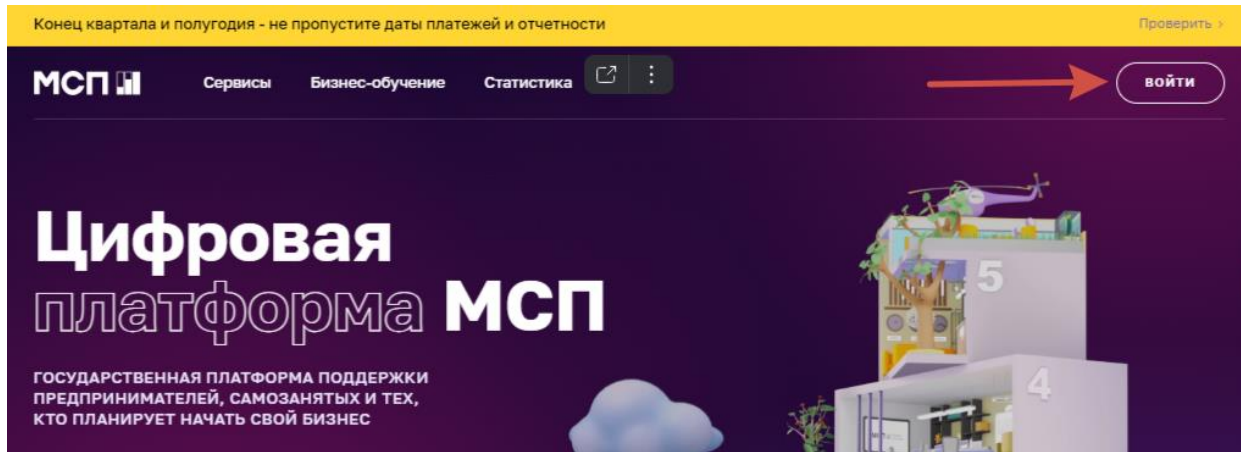 Конец квартала и полугодия - не пропустите даты платежей и отчетности
Проверить >
МСП
Сервисы
Бизнес-обучение
Статистика
ВОЙТИ
Цифровая
платформа МСП
ГОСУДАРСТВЕННАЯ ПЛАТФОРМА ПОДДЕРЖКИ
ПРЕДПРИНИМАТЕЛЕЙ, САМОЗАНЯТЫХ И ТЕХ,
КТО ПЛАНИРУЕТ НАЧАТЬ СВОЙ БИЗНЕС
5
4